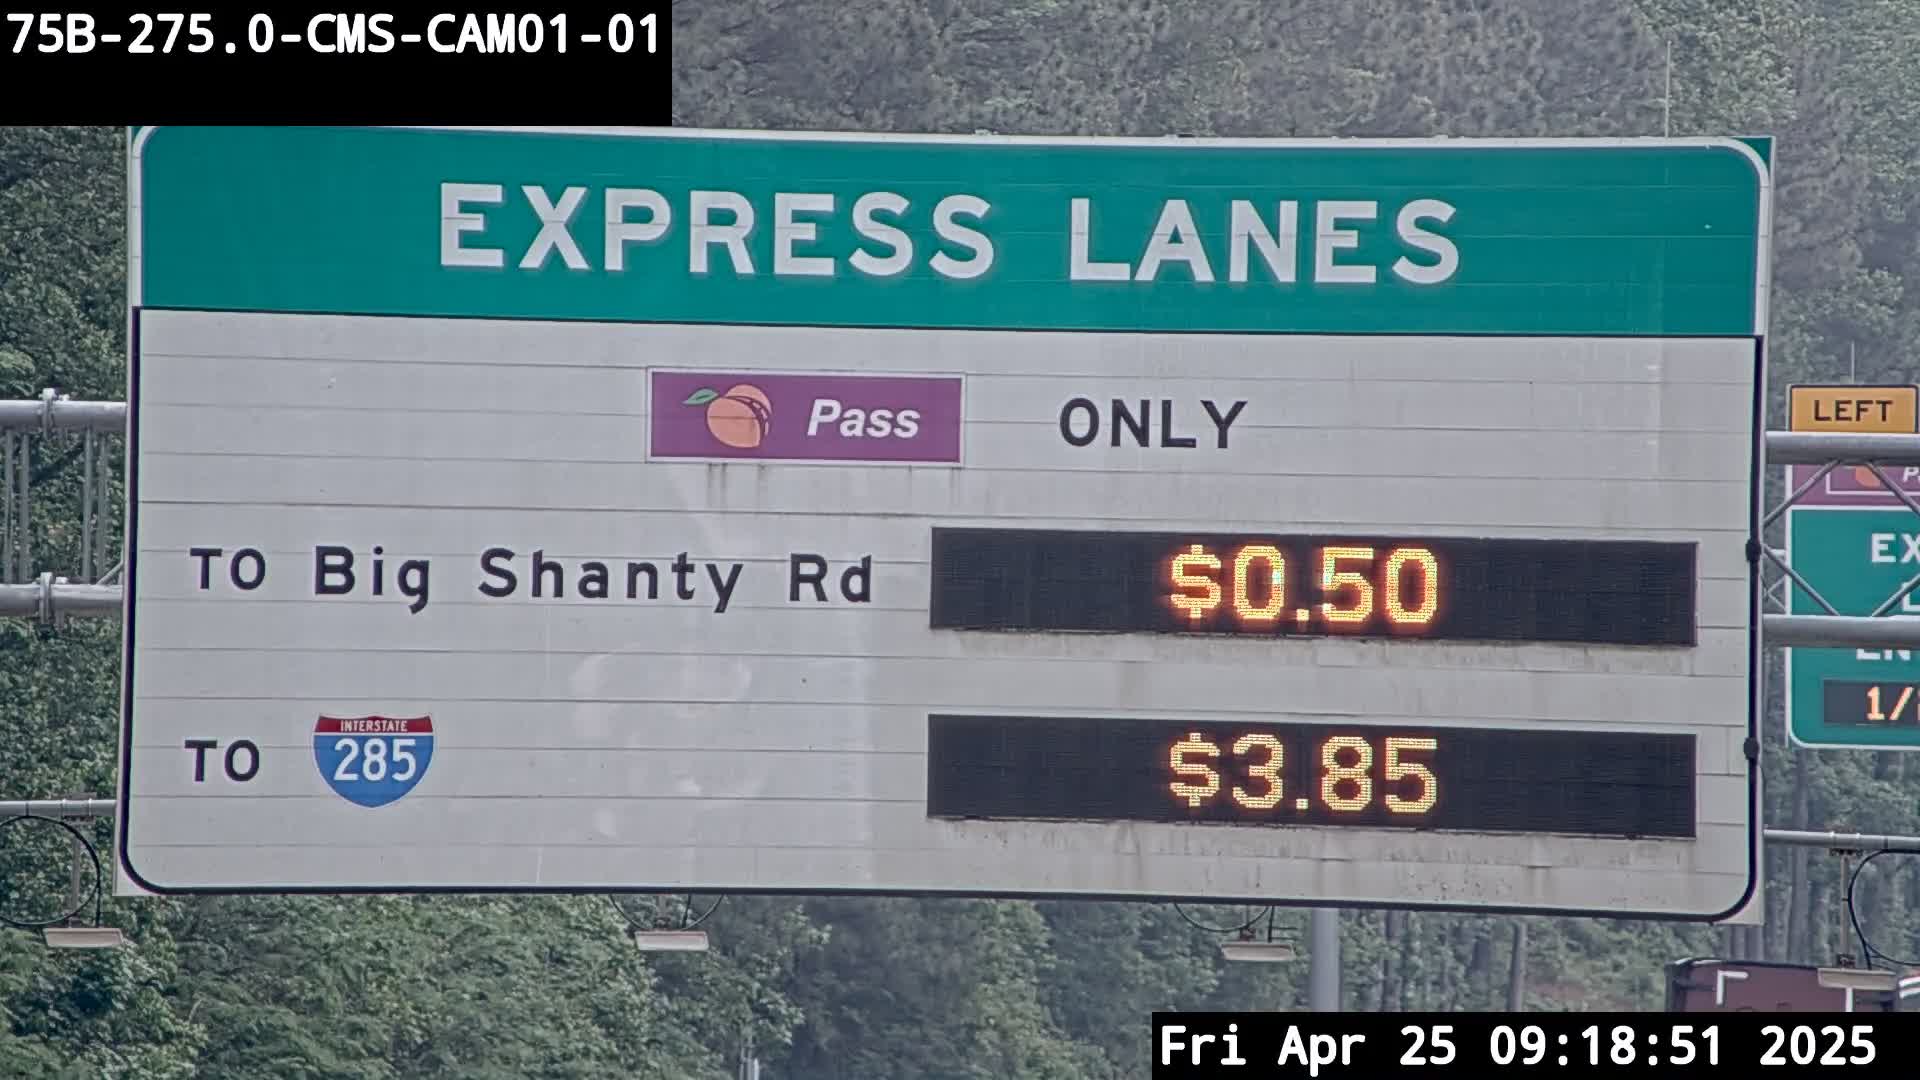 75B-275.0-CMS-CAM01-01
EXPRESS LANES
Pass ONLY
TO Big Shanty Rd $0.50
TO INTERSTATE 285 $3.85
LEFT
Fri Apr 25 09:18:51 2025